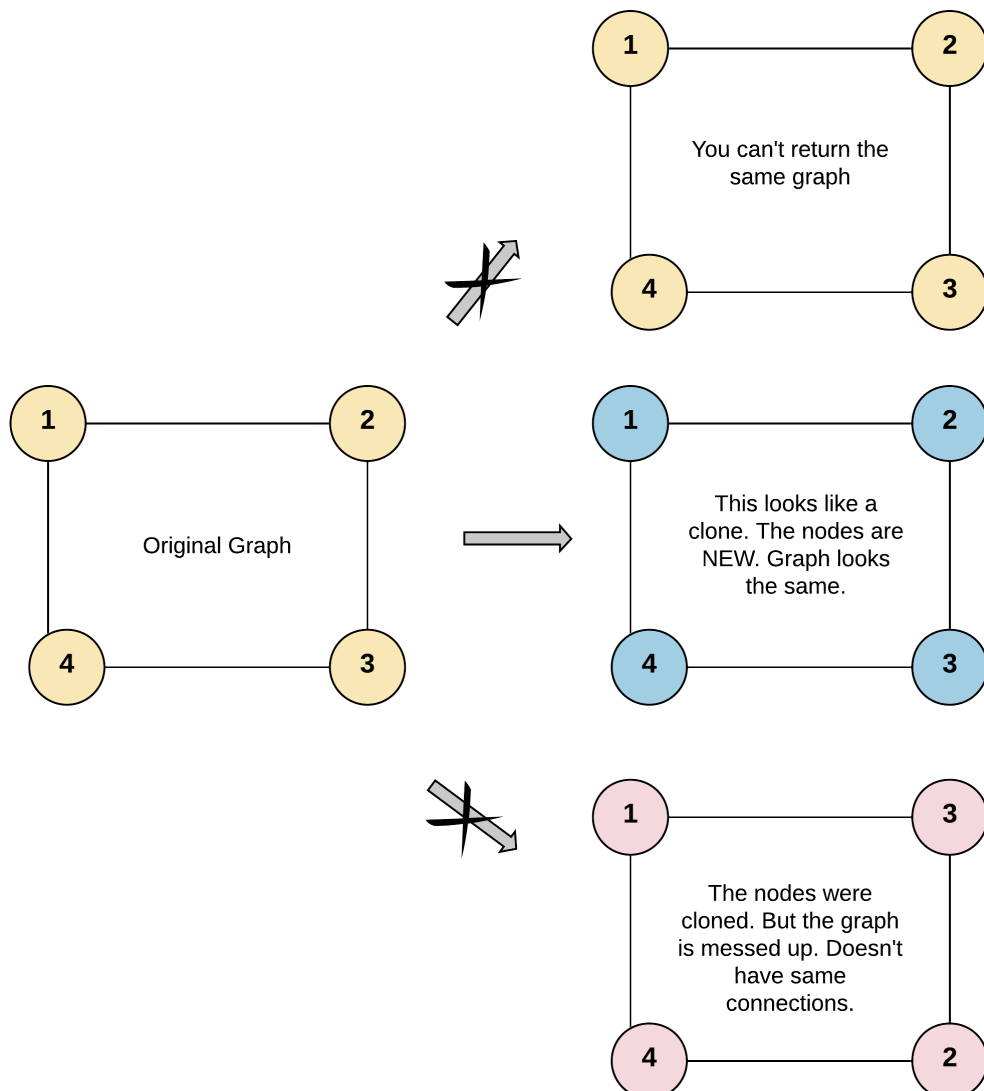 1
2
You can't return the
same graph
4
3
1
2
Original Graph
4
3
1
2
This looks like a
clone. The nodes are
NEW. Graph looks
the same.
4
3
1
3
The nodes were
cloned. But the graph
is messed up. Doesn't
have same
connections.
4
2